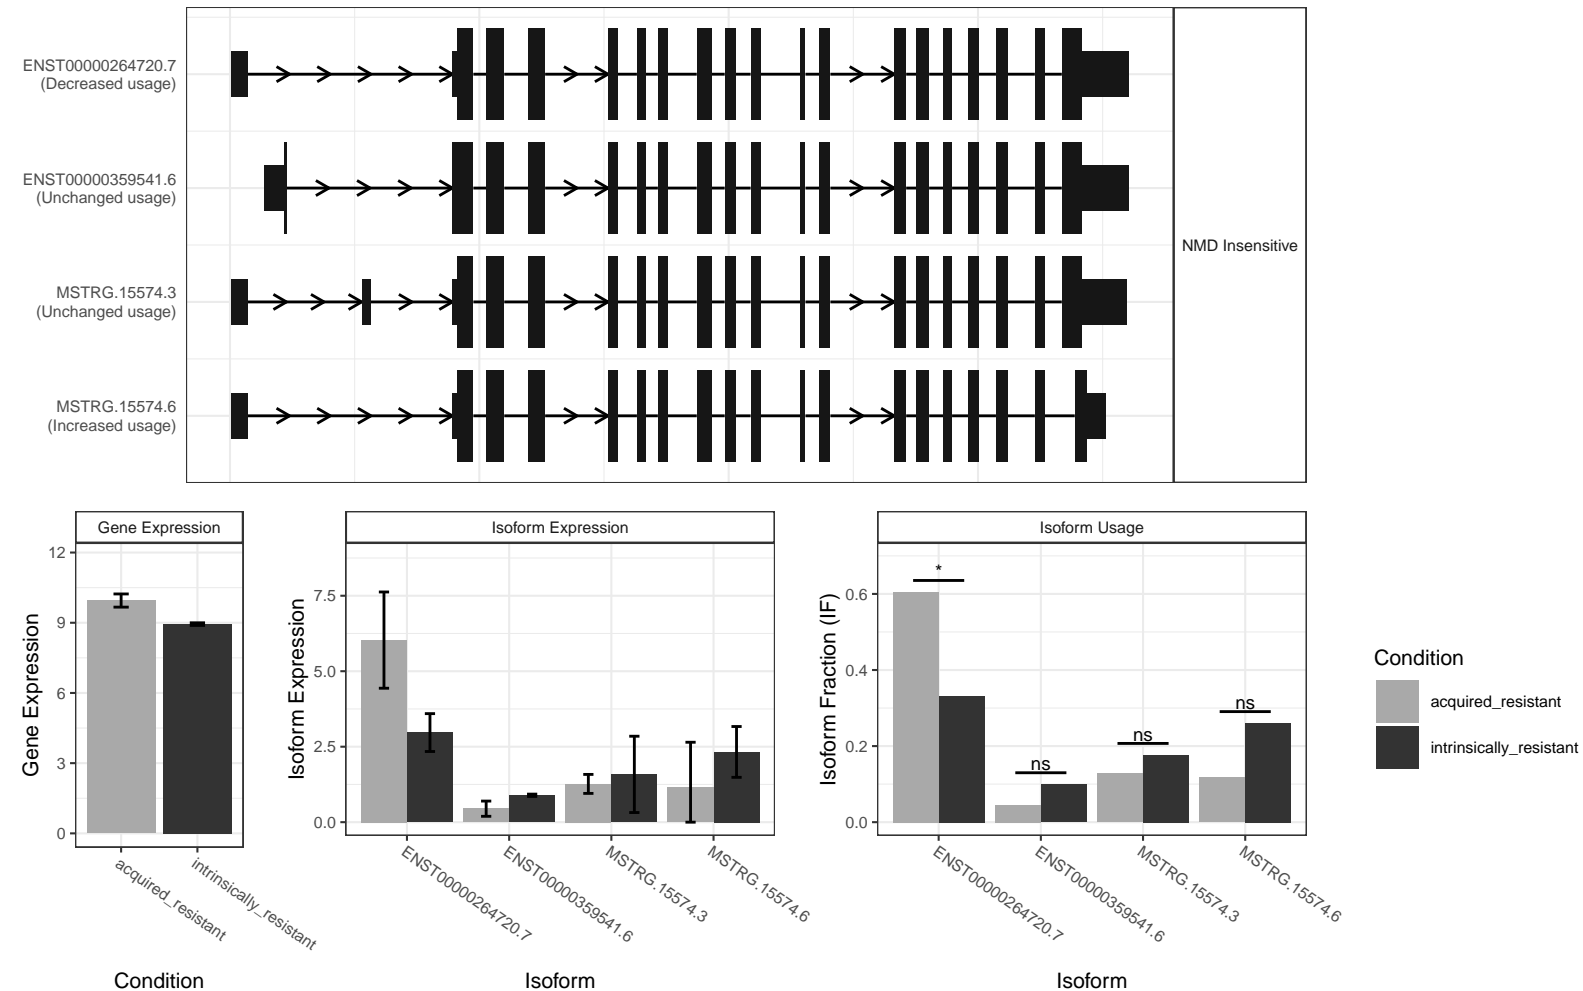 ENST00000264720.7
(Decreased usage)
ENST00000359541.6
(Unchanged usage)
MSTRG.15574.3
(Unchanged usage)
MSTRG.15574.6
(Increased usage)
NMD Insensitive
Gene Expression
12
9
6
3
0
Gene Expression
acquired_resistant
intrinsically_resistant
Condition
Isoform Expression
7.5
5.0
2.5
0.0
Isoform Expression
ENST00000264720.7
ENST00000359541.6
MSTRG.15574.3
MSTRG.15574.6
Isoform
Isoform Usage
*
ns
ns
ns
0.6
0.4
0.2
0.0
Isoform Fraction (IF)
ENST00000264720.7
ENST00000359541.6
MSTRG.15574.3
MSTRG.15574.6
Isoform
Condition
acquired_resistant
intrinsically_resistant